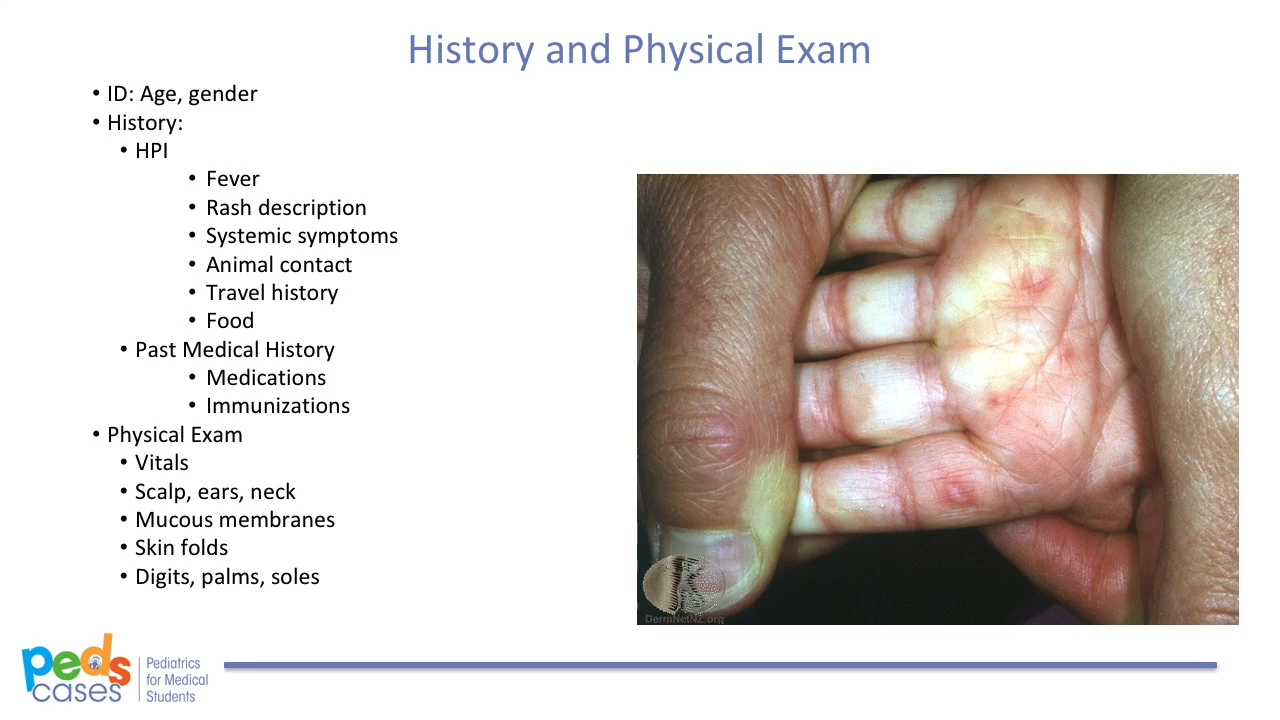 History and Physical Exam
• ID: Age, gender
• History:
• HPI
• Fever
• Rash description
• Systemic symptoms
• Animal contact
• Travel history
• Food
• Past Medical History
• Medications
• Immunizations
• Physical Exam
• Vitals
• Scalp, ears, neck
• Mucous membranes
• Skin folds
• Digits, palms, soles
DermNetNZ.org
peds
cases
Pediatrics
for Medical
Students